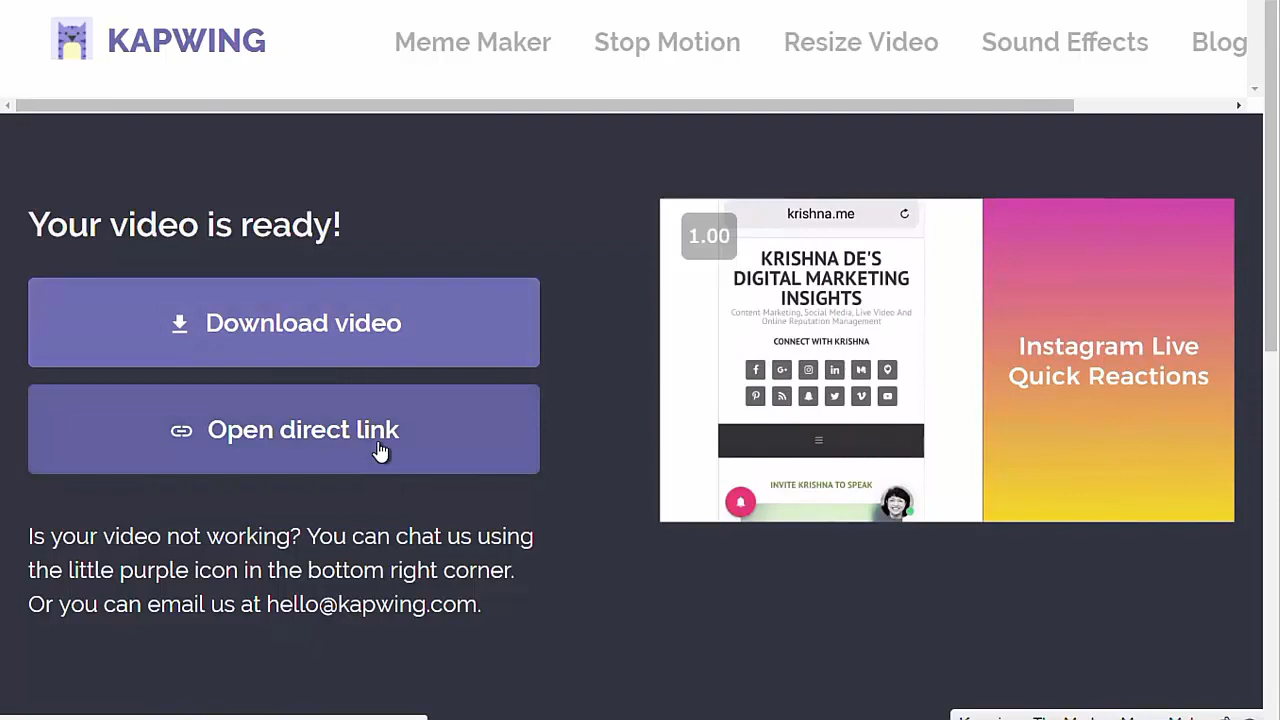 KAPWING
Meme Maker
Stop Motion
Resize Video
Sound Effects
Blog
Your video is ready!
Download video
Open direct link
Is your video not working? You can chat us using
the little purple icon in the bottom right corner.
Or you can email us at hello@kapwing.com.
1.00
krishna.me
KRISHNA DE'S
DIGITAL MARKETING
INSIGHTS
Content Marketing, Social Media, Live Video And
Online Reputation Management
CONNECT WITH KRISHNA
INVITE KRISHNA TO SPEAK
Instagram Live
Quick Reactions